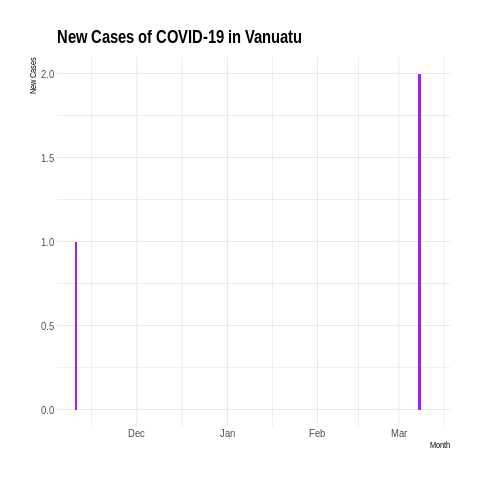 New Cases of COVID-19 in Vanuatu
New Cases
2.0
1.5
1.0
0.5
0.0
Dec Jan Feb Mar
Month